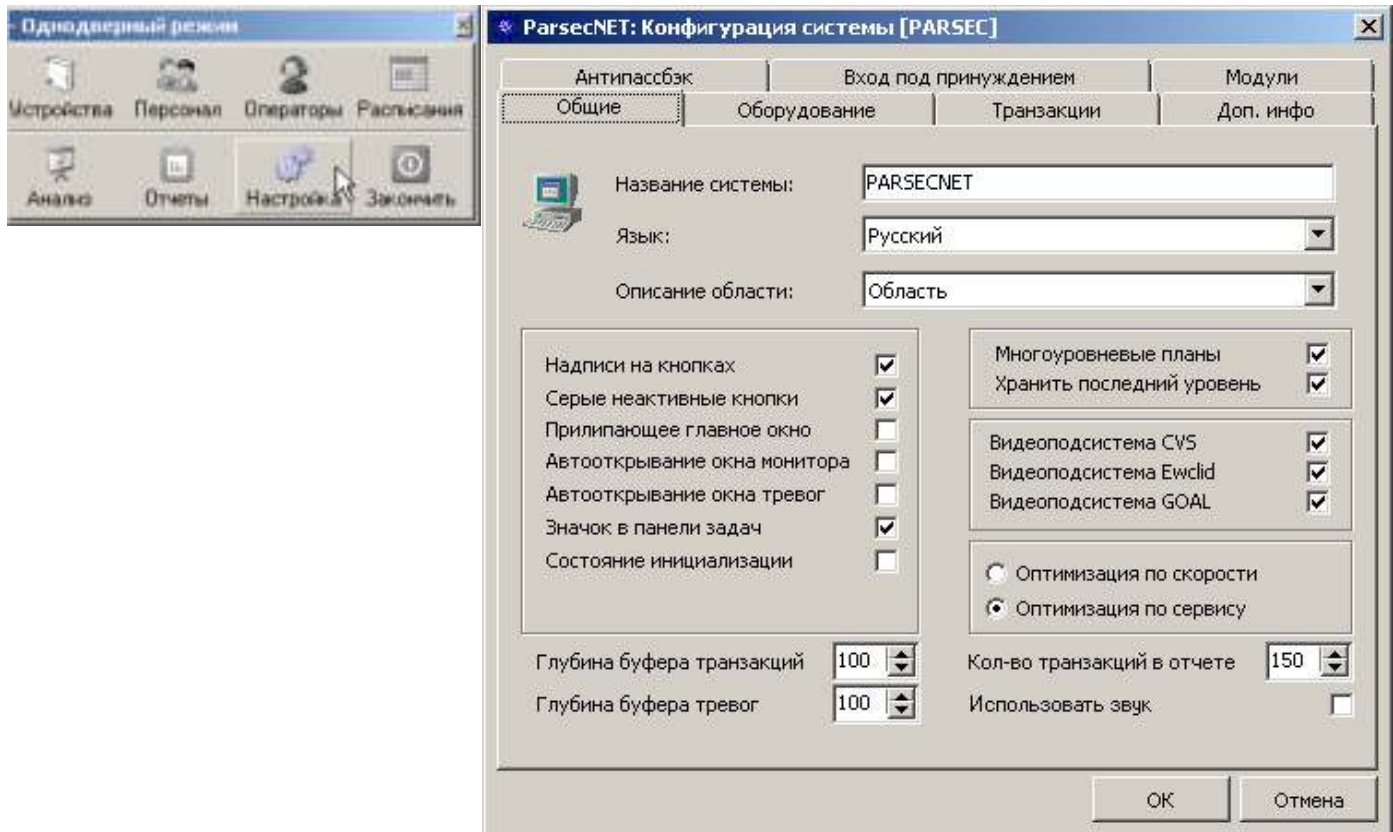 Однодверный режим
Устройства Персонал Операторы Расписания
Анализ Отчеты Настройка Закончить
ParsecNET: Конфигурация системы [PARSEC]
Антипассбэк Вход под принуждением Модули
Общие Оборудование Транзакции Доп. инфо
Название системы: PARSECNET
Язык: Русский
Описание области: Область
Надписи на кнопках
Серые неактивные кнопки
Прилипающее главное окно
Автооткрывание окна монитора
Автооткрывание окна тревог
Значок в панели задач
Состояние инициализации
Многоуровневые планы
Хранить последний уровень
Видеоподсистема CVS
Видеоподсистема Ewclid
Видеоподсистема GOAL
Оптимизация по скорости
Оптимизация по сервису
Глубина буфера транзакций 100 Кол-во транзакций в отчете 150
Глубина буфера тревог 100 Использовать звук
OK Отмена